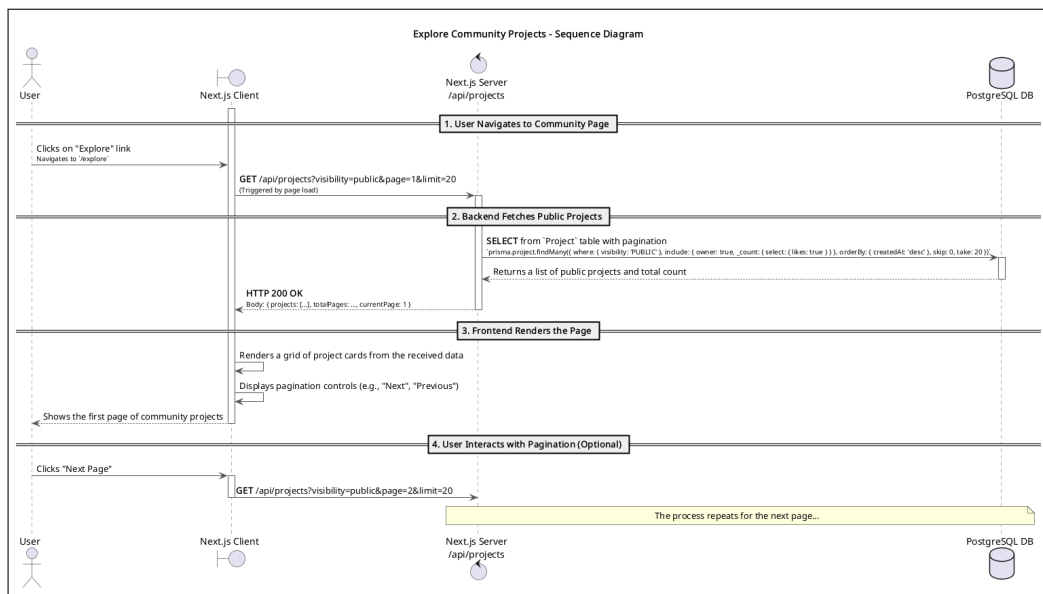 Explore Community Projects - Sequence Diagram
User
Next.js Client
Next.js Server
/api/projects
PostgreSQL DB
1. User Navigates to Community Page
Clicks on "Explore" link
Navigates to `/explore`
GET /api/projects?visibility=public&page=1&limit=20
(Triggered by page load)
2. Backend Fetches Public Projects
SELECT from `Project` table with pagination
`prisma.project.findMany({ where: { visibility: 'PUBLIC' }, include: { owner: true, _count: { select: { likes: true } } }, orderBy: { createdAt: 'desc' }, skip: 0, take: 20 })`
Returns a list of public projects and total count
HTTP 200 OK
Body: { projects: [...], totalPages: ..., currentPage: 1 }
3. Frontend Renders the Page
Renders a grid of project cards from the received data
Displays pagination controls (e.g., "Next", "Previous")
Shows the first page of community projects
4. User Interacts with Pagination (Optional)
Clicks "Next Page"
GET /api/projects?visibility=public&page=2&limit=20
The process repeats for the next page...
User
Next.js Client
Next.js Server
/api/projects
PostgreSQL DB